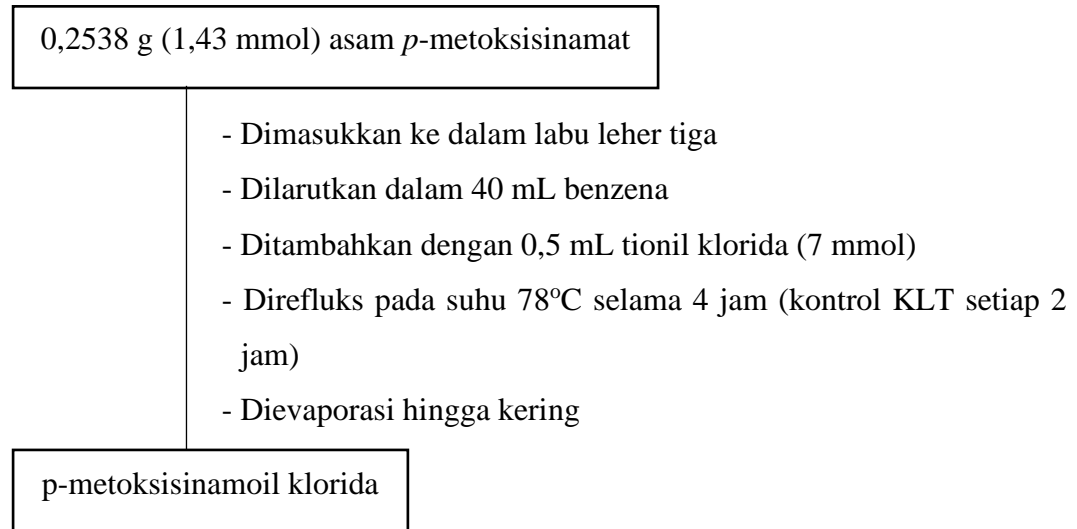 0,2538 g (1,43 mmol) asam p-metoksisinamat
- Dimasukkan ke dalam labu leher tiga
- Dilarutkan dalam 40 mL benzena
- Ditambahkan dengan 0,5 mL tionil klorida (7 mmol)
- Direfluks pada suhu 78°C selama 4 jam (kontrol KLT setiap 2
jam)
- Dievaporasi hingga kering
p-metoksisinamoil klorida